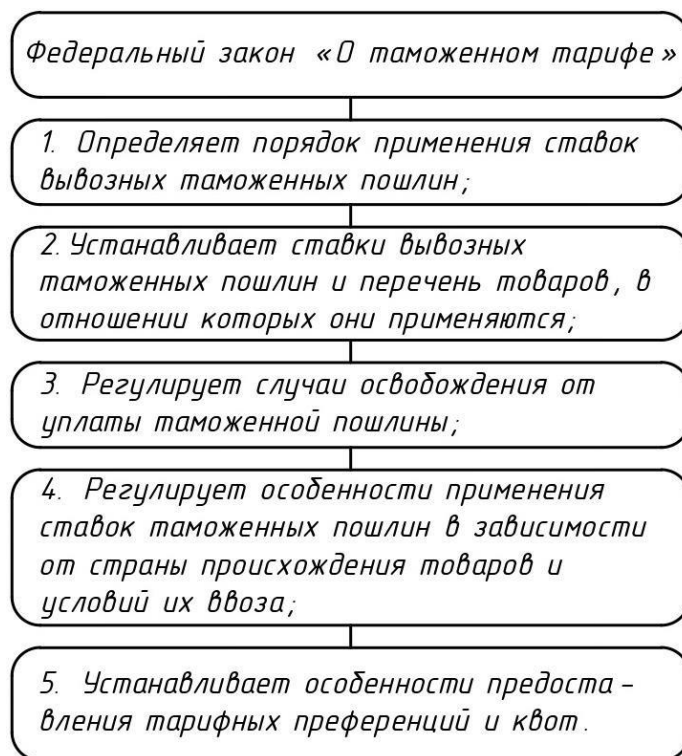 Федеральный закон «О таможенном тарифе»
1. Определяет порядок применения ставок
вывозных таможенных пошлин;
2. Устанавливает ставки вывозных
таможенных пошлин и перечень товаров, в
отношении которых они применяются;
3. Регулирует случаи освобождения от
уплаты таможенной пошлины;
4. Регулирует особенности применения
ставок таможенных пошлин в зависимости
от страны происхождения товаров и
условий их ввоза;
5. Устанавливает особенности предоста-
вления тарифных преференций и квот.